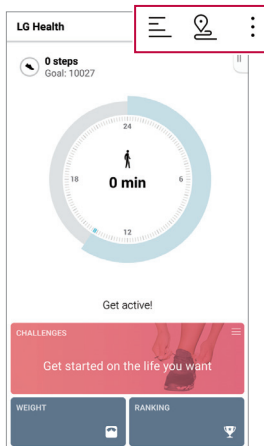 LG Health
0 steps
Goal: 10027
24
18
6
0 min
12
Get active!
CHALLENGES
Get started on the life you want
WEIGHT
RANKING